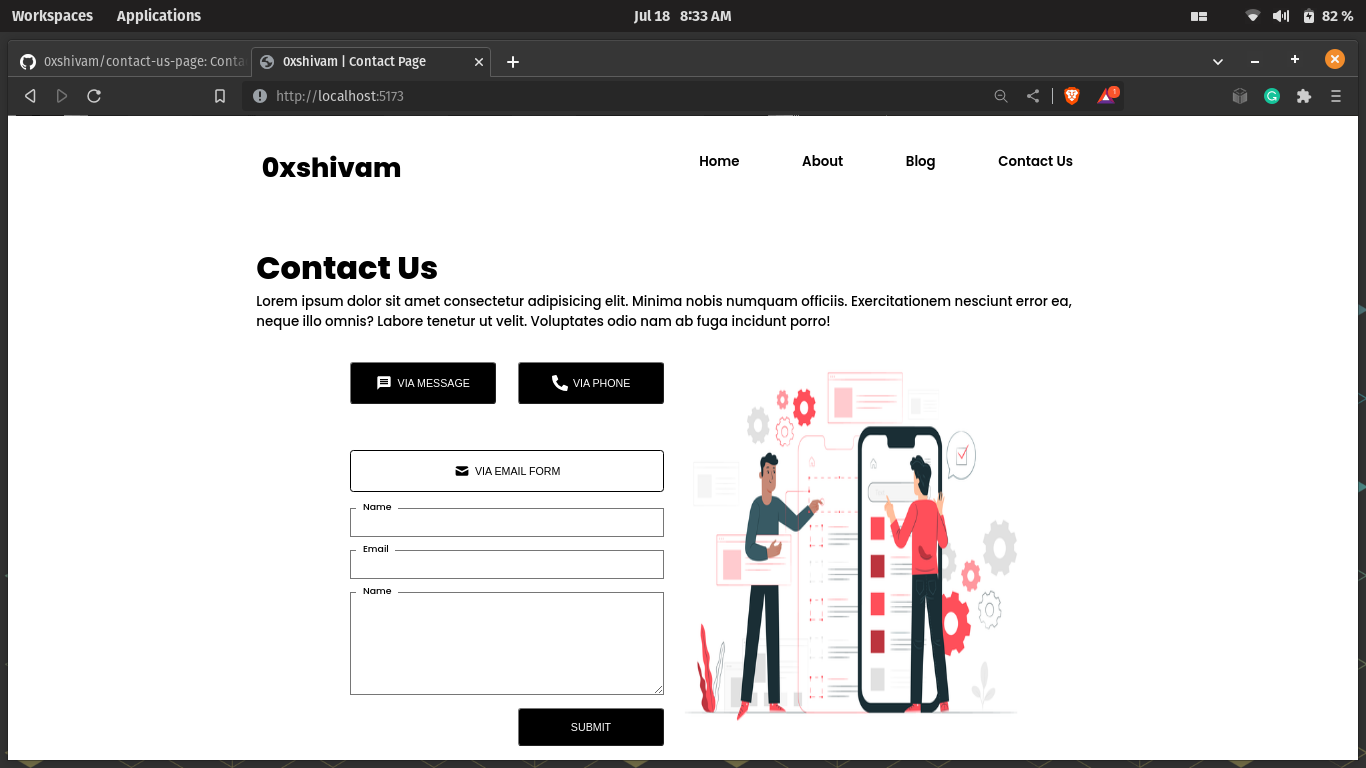 Workspaces Applications Jul 18 8:33 AM 82 %
0xshivam/contact-us-page: Conta 0xshivam | Contact Page
http://localhost:5173 1
0xshivam Home About Blog Contact Us
Contact Us
Lorem ipsum dolor sit amet consectetur adipisicing elit. Minima nobis numquam officiis. Exercitationem nesciunt error ea,
neque illo omnis? Labore tenetur ut velit. Voluptates odio nam ab fuga incidunt porro!
VIA MESSAGE VIA PHONE
VIA EMAIL FORM
Name
Email
Name
SUBMIT